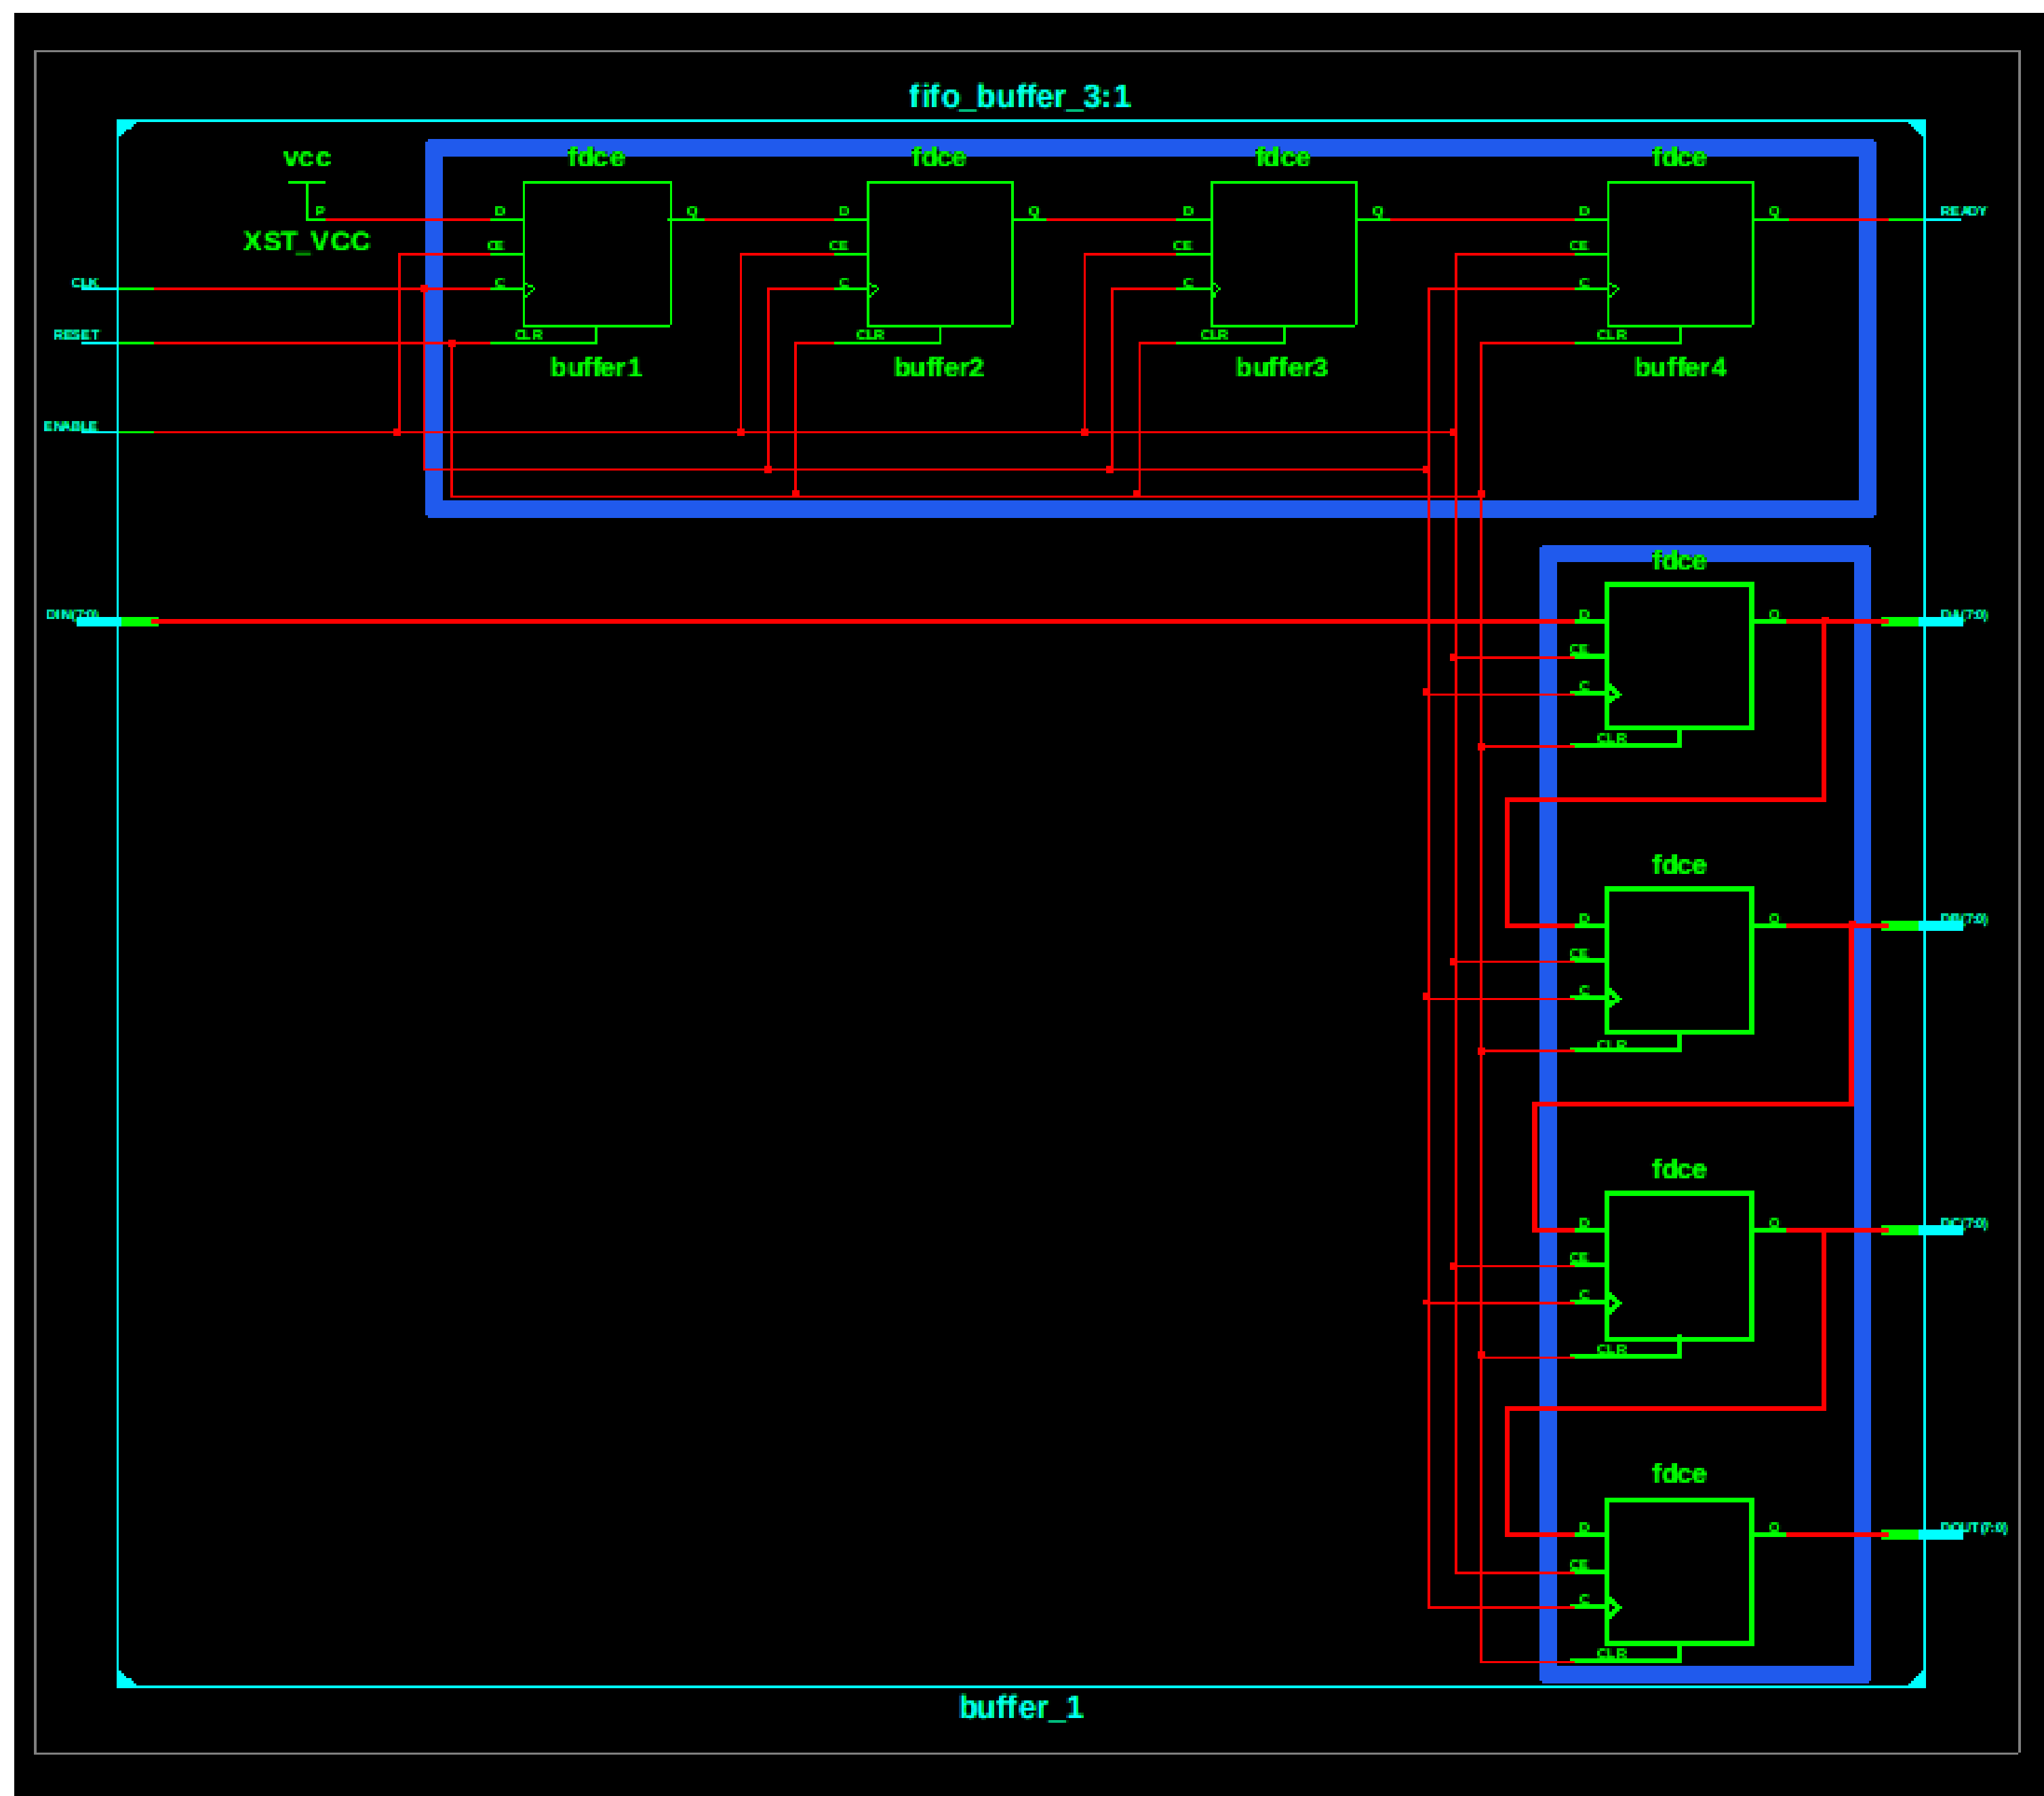 fifo_buffer_3:1
vcc fdce fdce fdce fdce
P D Q D Q D Q D Q READY
XST_VCC CE CE CE CE
CLK C C C C
RESET CLR CLR CLR CLR
buffer1 buffer2 buffer3 buffer4
ENABLE
fdce
DIN(7:0) D Q DA(7:0)
CE
C
CLR
fdce
D Q DB(7:0)
CE
C
CLR
fdce
D Q DC(7:0)
CE
C
CLR
fdce
D Q DOUT(7:0)
CE
C
CLR
buffer_1